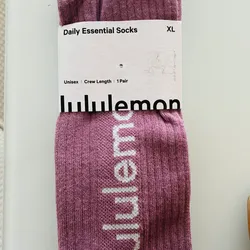 Daily Essential Socks XL
Unisex | Crew Length | 1 Pair
lululemon
lululemon